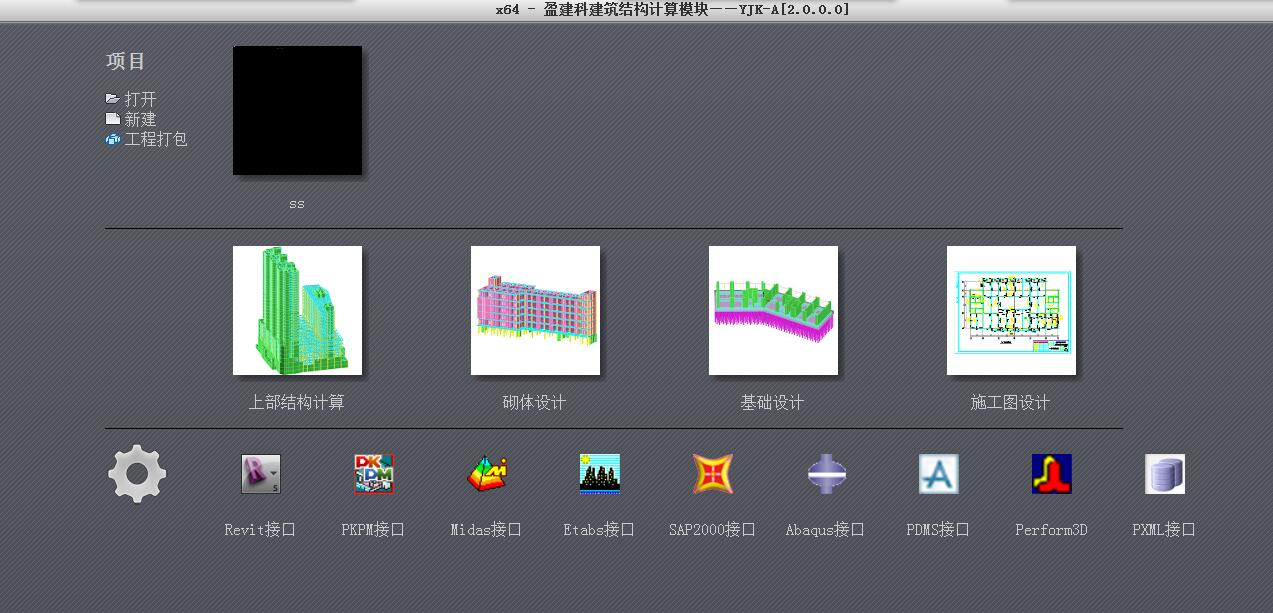 x64 - 盈建科建筑结构计算模块——YJK-A[2.0.0.0]
项目
打开
新建
工程打包
ss
上部结构计算
砌体设计
基础设计
施工图设计
Revit接口
PKPM接口
Midas接口
Etabs接口
SAP2000接口
Abaqus接口
PDMS接口
Perform3D
PXML接口